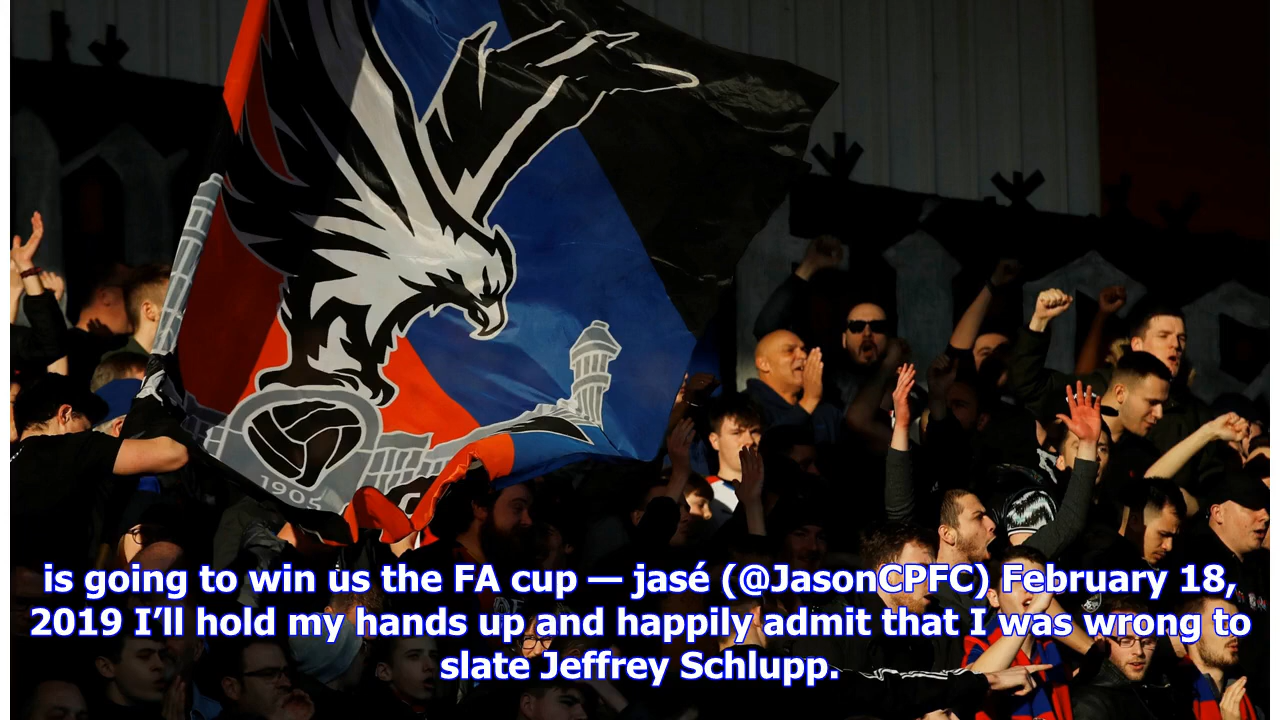 1905
is going to win us the FA cup — jasé (@JasonCPFC) February 18,
2019 I’ll hold my hands up and happily admit that I was wrong to
slate Jeffrey Schlupp.